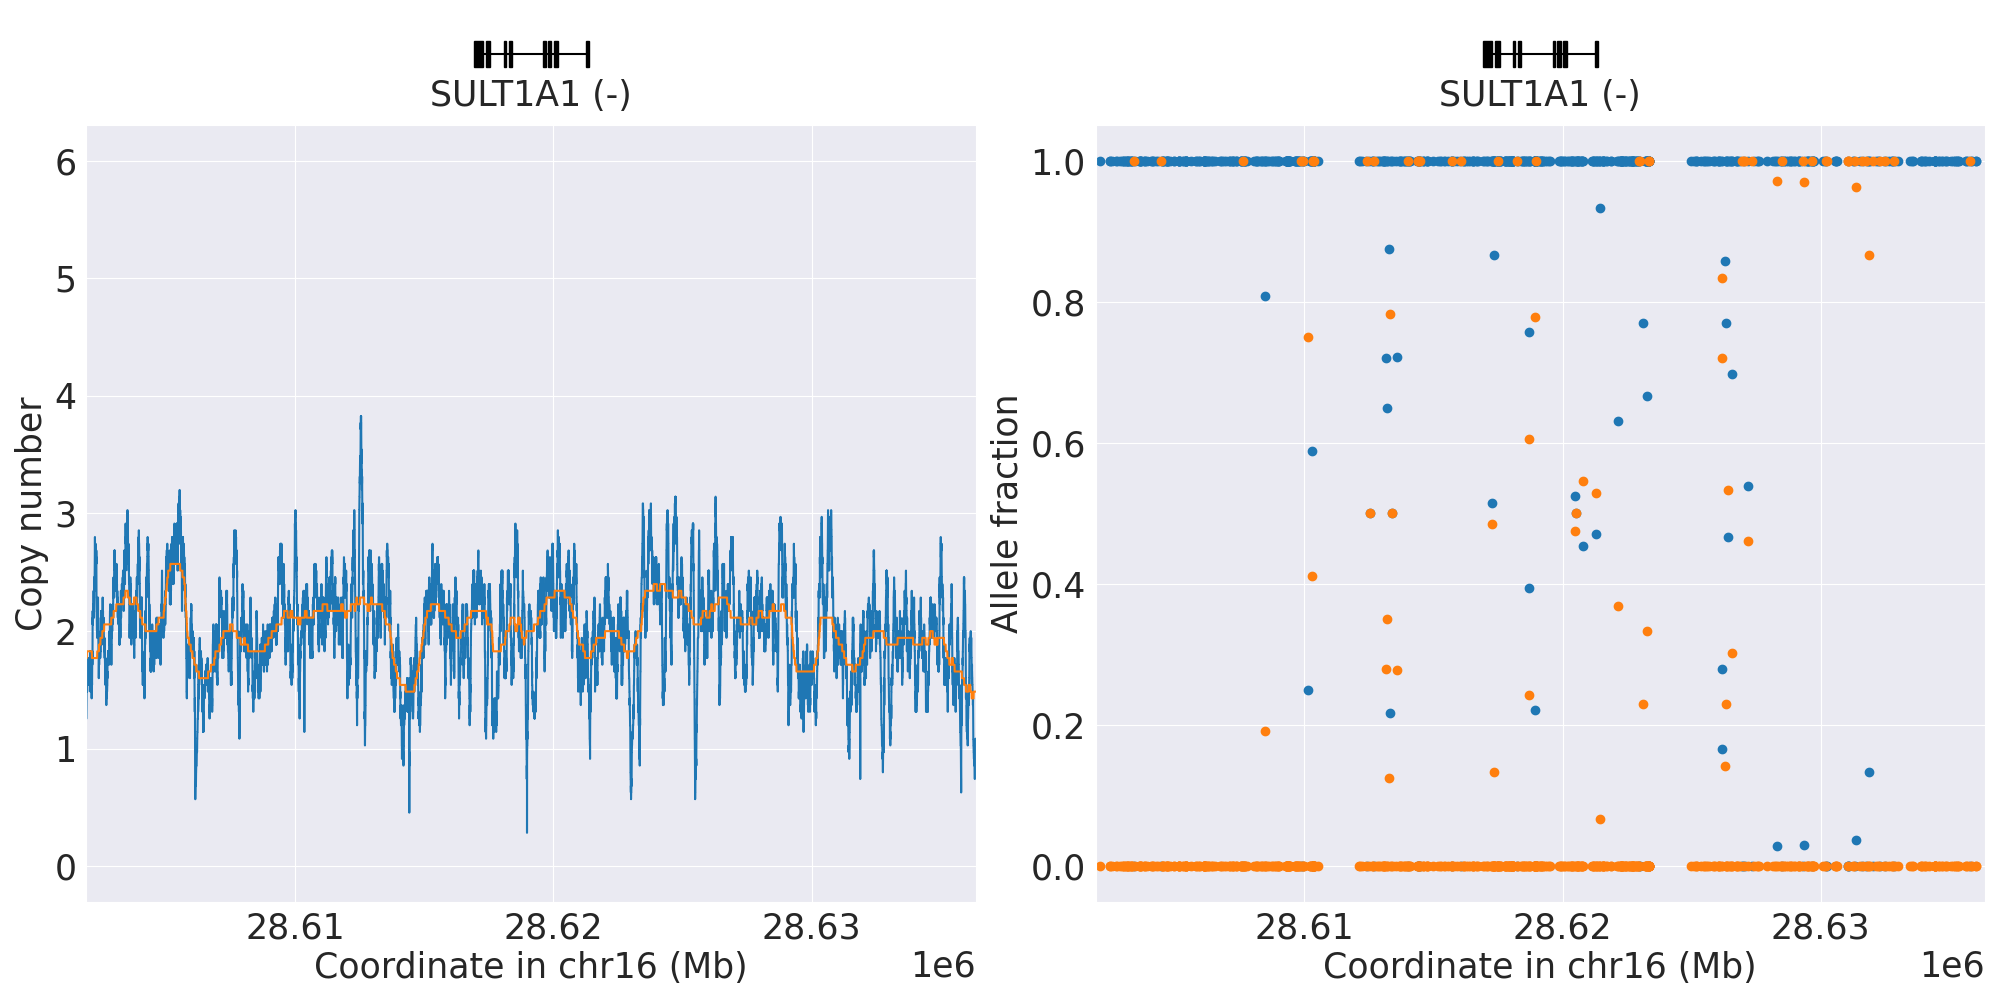 SULT1A1 (-)
6
5
4
3
2
1
0
Copy number
28.61
28.62
28.63
Coordinate in chr16 (Mb)
1e6
SULT1A1 (-)
1.0
0.8
0.6
0.4
0.2
0.0
Allele fraction
28.61
28.62
28.63
Coordinate in chr16 (Mb)
1e6